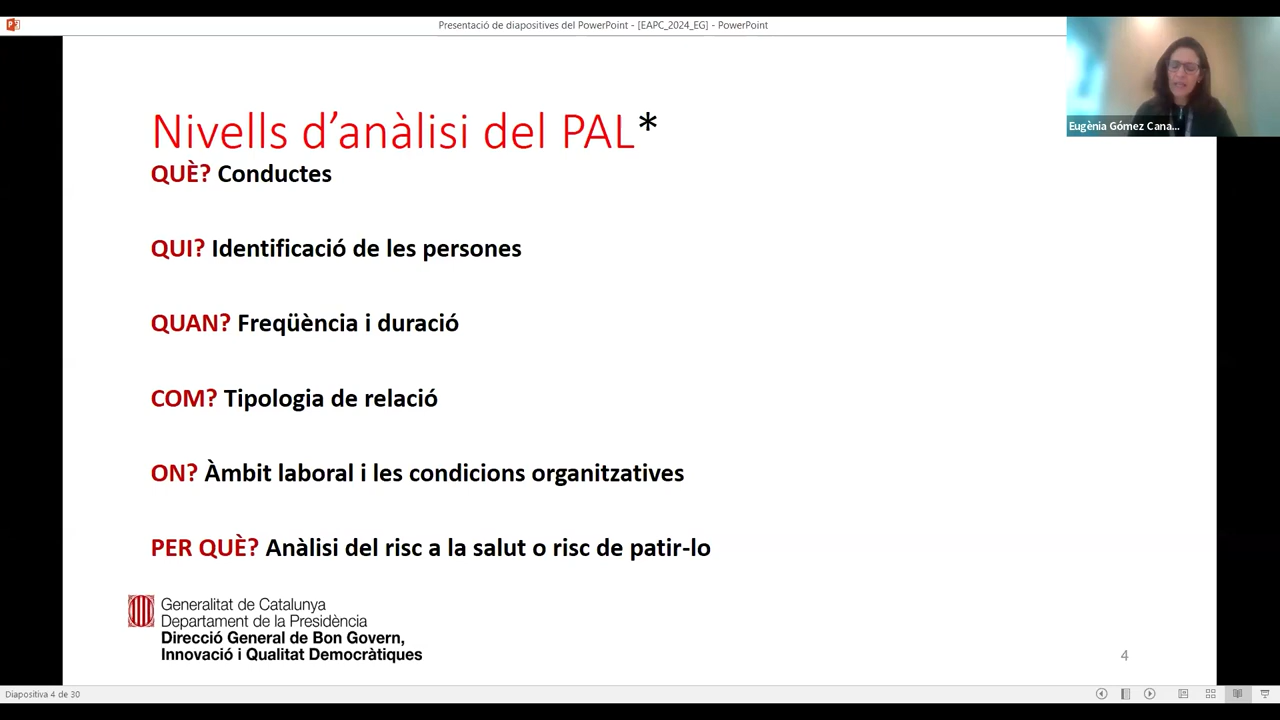 Presentació de diapositives del PowerPoint - [EAPC_2024_EG] - PowerPoint
Eugènia Gómez Cana...
Nivells d'anàlisi del PAL*
QUÈ? Conductes
QUI? Identificació de les persones
QUAN? Freqüència i duració
COM? Tipologia de relació
ON? Àmbit laboral i les condicions organitzatives
PER QUÈ? Anàlisi del risc a la salut o risc de patir-lo
Generalitat de Catalunya
Departament de la Presidència
Direcció General de Bon Govern,
Innovació i Qualitat Democràtiques
4
Diapositiva 4 de 30